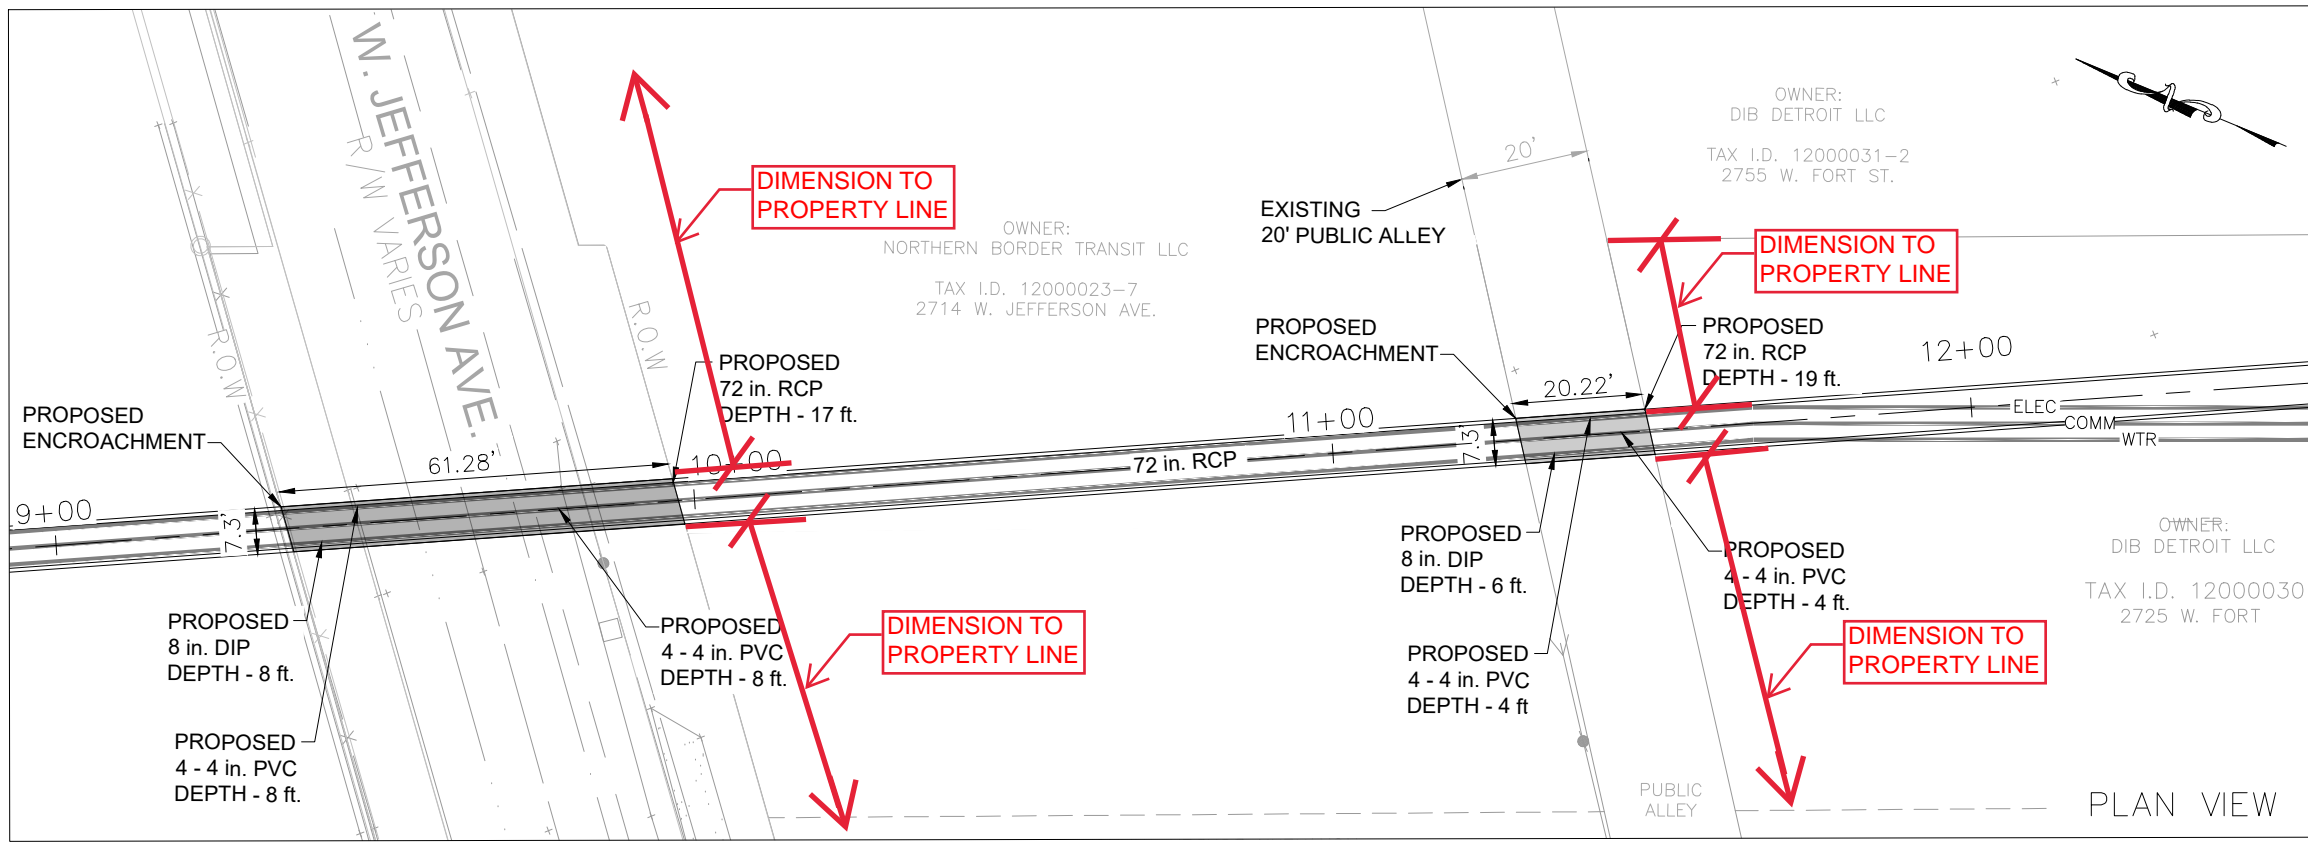 W. JEFFERSON AVE.
R/W VARIES
R.O.W
R.O.W
DIMENSION TO
PROPERTY LINE
OWNER:
NORTHERN BORDER TRANSIT LLC
TAX I.D. 12000023-7
2714 W. JEFFERSON AVE.
EXISTING
20' PUBLIC ALLEY
20'
OWNER:
DIB DETROIT LLC
TAX I.D. 12000031-2
2755 W. FORT ST.
DIMENSION TO
PROPERTY LINE
PROPOSED
ENCROACHMENT
PROPOSED
72 in. RCP
DEPTH - 17 ft.
PROPOSED
ENCROACHMENT
PROPOSED
72 in. RCP
DEPTH - 19 ft.
9+00
7.3'
61.28'
10+00
72 in. RCP
11+00
7.3'
20.22'
12+00
ELEC
COMM
WTR
PROPOSED
8 in. DIP
DEPTH - 8 ft.
PROPOSED
4 - 4 in. PVC
DEPTH - 8 ft.
PROPOSED
4 - 4 in. PVC
DEPTH - 8 ft.
DIMENSION TO
PROPERTY LINE
PROPOSED
8 in. DIP
DEPTH - 6 ft.
PROPOSED
4 - 4 in. PVC
DEPTH - 4 ft
PROPOSED
4 - 4 in. PVC
DEPTH - 4 ft.
DIMENSION TO
PROPERTY LINE
OWNER:
DIB DETROIT LLC
TAX I.D. 12000030
2725 W. FORT
PUBLIC
ALLEY
PLAN VIEW